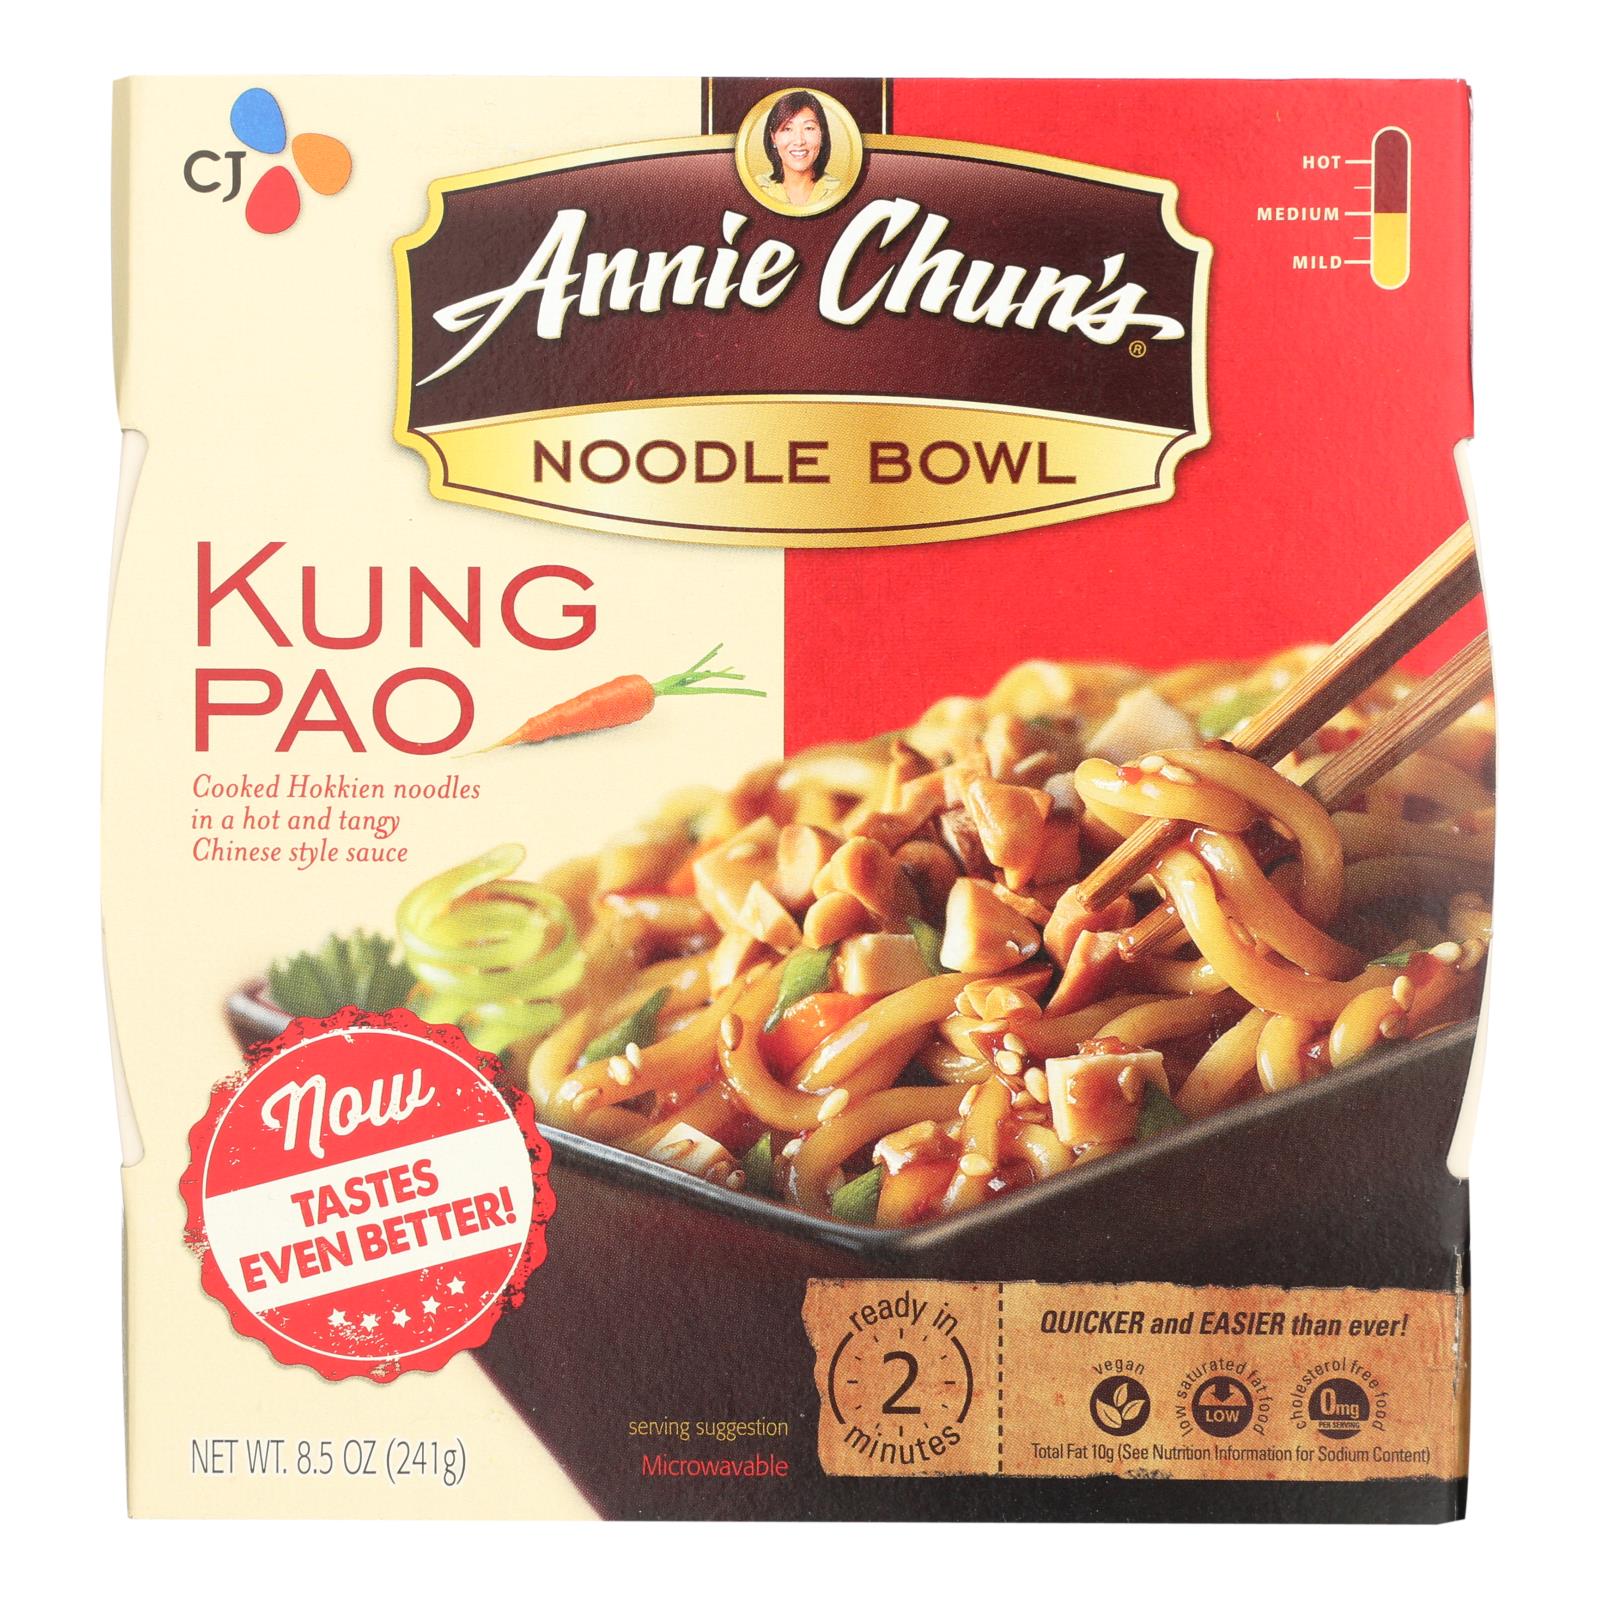 CJ
Annie Chun's®
NOODLE BOWL
HOT
MEDIUM
MILD
KUNG
PAO
Cooked Hokkien noodles
in a hot and tangy
Chinese style sauce
Now
TASTES
EVEN BETTER!
NET WT. 8.5 OZ (241g)
serving suggestion
Microwavable
ready in
2
minutes
QUICKER and EASIER than ever!
vegan
low saturated fat food
LOW
cholesterol free food
0mg
PER SERVING
Total Fat 10g (See Nutrition Information for Sodium Content)